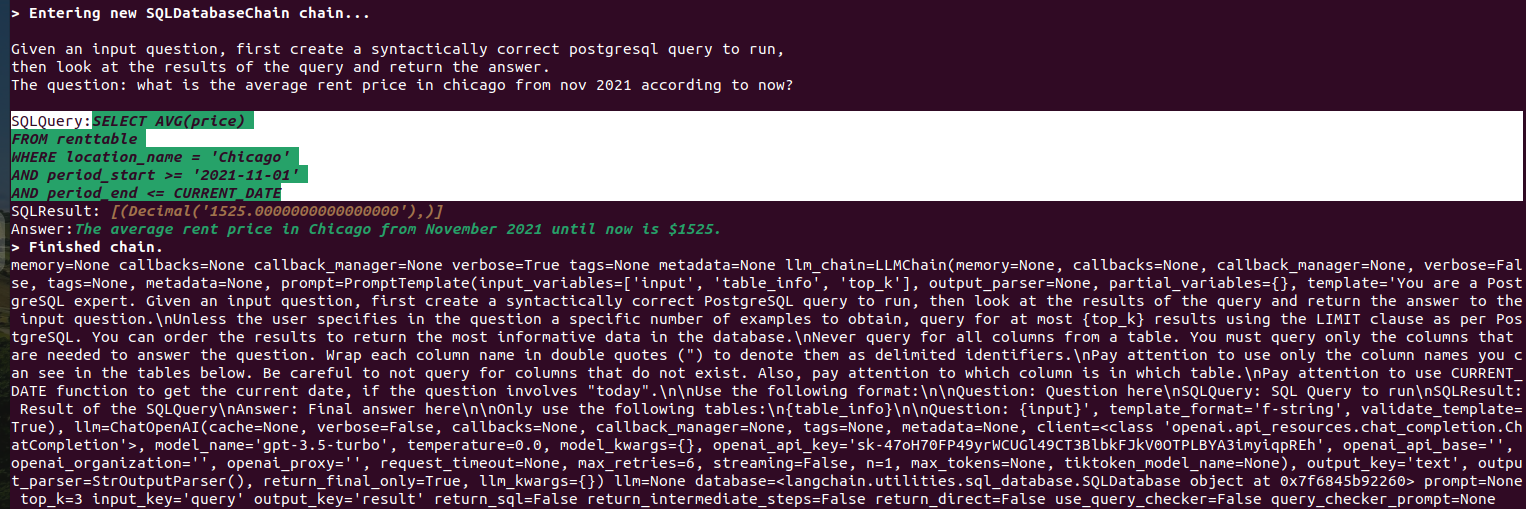 > Entering new SQLDatabaseChain chain...
Given an input question, first create a syntactically correct postgresql query to run,
then look at the results of the query and return the answer.
The question: what is the average rent price in chicago from nov 2021 according to now?
SQLQuery:SELECT AVG(price)
FROM renttable
WHERE location_name = 'Chicago'
AND period_start >= '2021-11-01'
AND period_end <= CURRENT_DATE
SQLResult: [(Decimal('1525.0000000000000000'),)]
Answer:The average rent price in Chicago from November 2021 until now is $1525.
> Finished chain.
memory=None callbacks=None callback_manager=None verbose=True tags=None metadata=None llm_chain=LLMChain(memory=None, callbacks=None, callback_manager=None, verbose=Fal
se, tags=None, metadata=None, prompt=PromptTemplate(input_variables=['input', 'table_info', 'top_k'], output_parser=None, partial_variables={}, template='You are a Post
greSQL expert. Given an input question, first create a syntactically correct PostgreSQL query to run, then look at the results of the query and return the answer to the
 input question.\nUnless the user specifies in the question a specific number of examples to obtain, query for at most {top_k} results using the LIMIT clause as per Pos
tgreSQL. You can order the results to return the most informative data in the database.\nNever query for all columns from a table. You must query only the columns that
are needed to answer the question. Wrap each column name in double quotes (") to denote them as delimited identifiers.\nPay attention to use only the column names you c
an see in the tables below. Be careful to not query for columns that do not exist. Also, pay attention to which column is in which table.\nPay attention to use CURRENT_
DATE function to get the current date, if the question involves "today".\n\nUse the following format:\n\nQuestion: Question here\nSQLQuery: SQL Query to run\nSQLResult:
 Result of the SQLQuery\nAnswer: Final answer here\n\nOnly use the following tables:\n{table_info}\n\nQuestion: {input}', template_format='f-string', validate_template=
True), llm=ChatOpenAI(cache=None, verbose=False, callbacks=None, callback_manager=None, tags=None, metadata=None, client=<class 'openai.api_resources.chat_completion.Ch
atCompletion'>, model_name='gpt-3.5-turbo', temperature=0.0, model_kwargs={}, openai_api_key='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', openai_api_base='',
openai_organization='', openai_proxy='', request_timeout=None, max_retries=6, streaming=False, n=1, max_tokens=None, tiktoken_model_name=None), output_key='text', outpu
t_parser=StrOutputParser(), return_final_only=True, llm_kwargs={}) llm=None database=<langchain.utilities.sql_database.SQLDatabase object at 0x7f6845b92260> prompt=None
 top_k=3 input_key='query' output_key='result' return_sql=False return_intermediate_steps=False return_direct=False use_query_checker=False query_checker_prompt=None